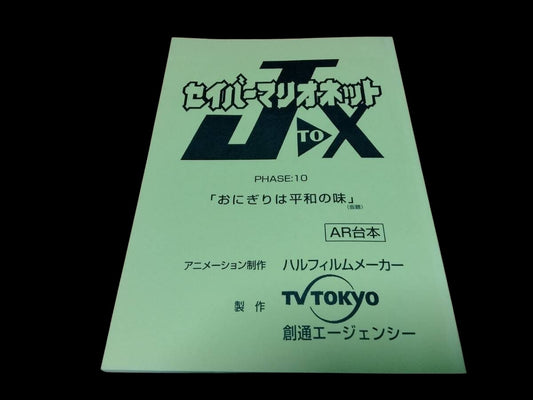 セイバーマリオネット
J TO X
PHASE:10
「おにぎりは平和の味」
(仮題)
AR台本
アニメーション制作 ハルフィルムメーカー
製作 TV TOKYO
創通エージェンシー